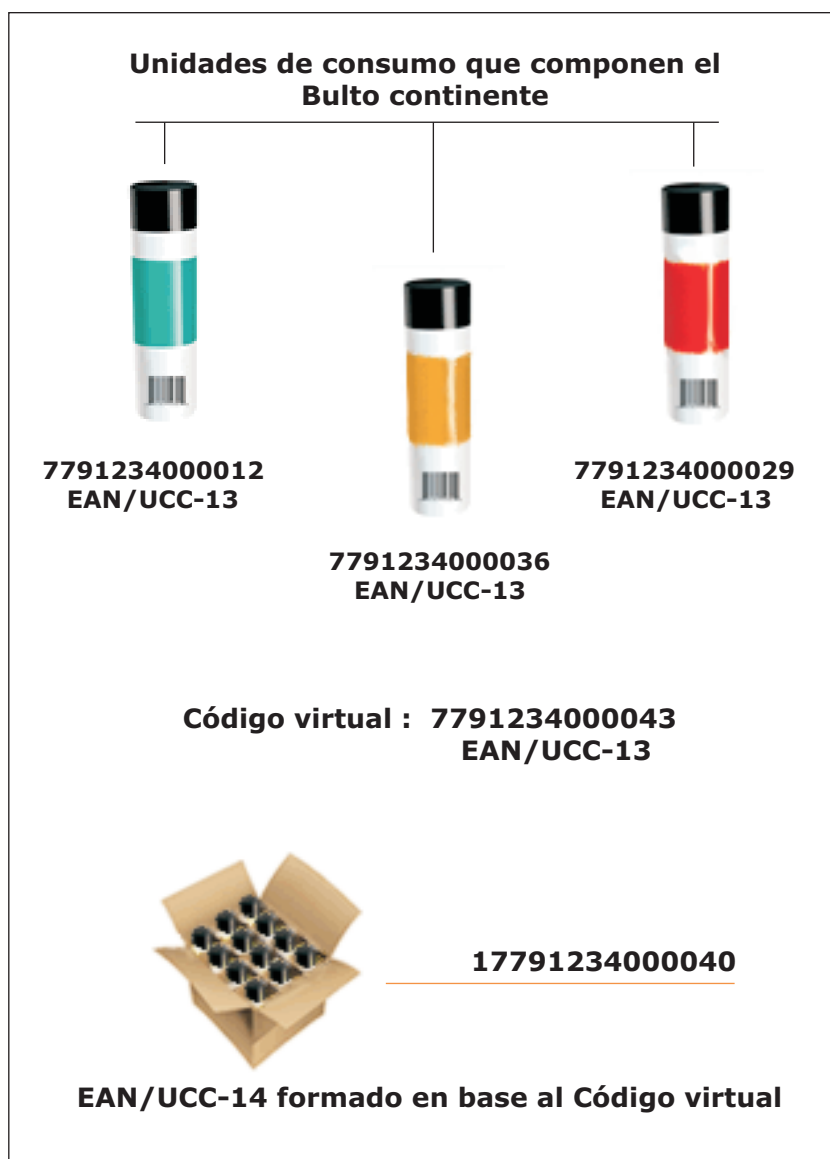 Unidades de consumo que componen el
Bulto continente
7791234000012
EAN/UCC-13
7791234000036
EAN/UCC-13
7791234000029
EAN/UCC-13
Código virtual : 7791234000043
EAN/UCC-13
17791234000040
EAN/UCC-14 formado en base al Código virtual